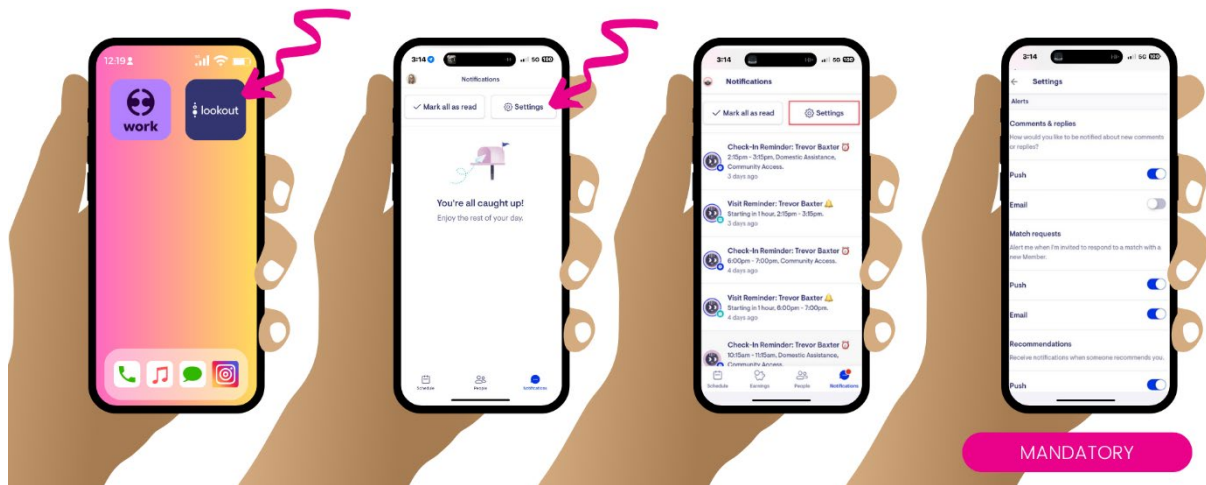 12:19
work
lookout
3:14
5G 100
Notifications
Mark all as read
Settings
You're all caught up!
Enjoy the rest of your day.
Schedule
People
Notifications
3:14
5G 100
Notifications
Mark all as read
Settings
Check-In Reminder: Trevor Baxter ⏰
2:15pm - 3:15pm, Domestic Assistance,
Community Access.
3 days ago
Visit Reminder: Trevor Baxter 🔔
Starting in 1 hour, 2:15pm - 3:15pm.
3 days ago
Check-In Reminder: Trevor Baxter ⏰
6:00pm - 7:00pm, Community Access.
4 days ago
Visit Reminder: Trevor Baxter 🔔
Starting in 1 hour, 6:00pm - 7:00pm.
4 days ago
Check-In Reminder: Trevor Baxter ⏰
10:15am - 11:15am, Domestic Assistance,
Community Access.
Schedule
Earnings
People
Notifications
3:14
5G 100
Settings
Alerts
Comments & replies
How would you like to be notified about new comments
or replies?
Push
Email
Match requests
Alert me when I'm invited to respond to a match with a
new Member.
Push
Email
Recommendations
Receive notifications when someone recommends you.
Push
MANDATORY